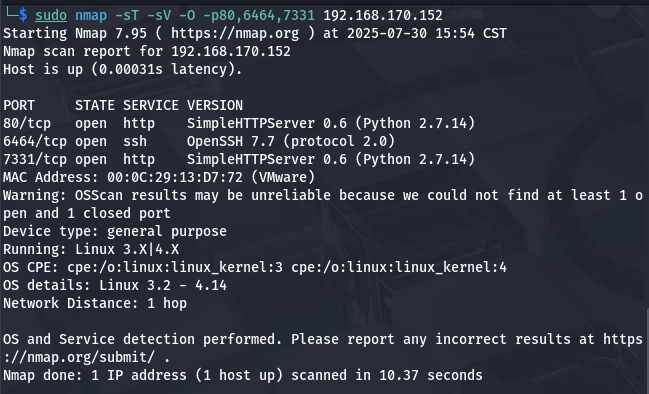 └─$ sudo nmap -sT -sV -O -p80,6464,7331 192.168.170.152
Starting Nmap 7.95 ( https://nmap.org ) at 2025-07-30 15:54 CST
Nmap scan report for 192.168.170.152
Host is up (0.00031s latency).

PORT     STATE SERVICE VERSION
80/tcp   open  http    SimpleHTTPServer 0.6 (Python 2.7.14)
6464/tcp open  ssh     OpenSSH 7.7 (protocol 2.0)
7331/tcp open  http    SimpleHTTPServer 0.6 (Python 2.7.14)
MAC Address: 00:0C:29:13:D7:72 (VMware)
Warning: OSScan results may be unreliable because we could not find at least 1 o
pen and 1 closed port
Device type: general purpose
Running: Linux 3.X|4.X
OS CPE: cpe:/o:linux:linux_kernel:3 cpe:/o:linux:linux_kernel:4
OS details: Linux 3.2 - 4.14
Network Distance: 1 hop

OS and Service detection performed. Please report any incorrect results at https
://nmap.org/submit/ .
Nmap done: 1 IP address (1 host up) scanned in 10.37 seconds